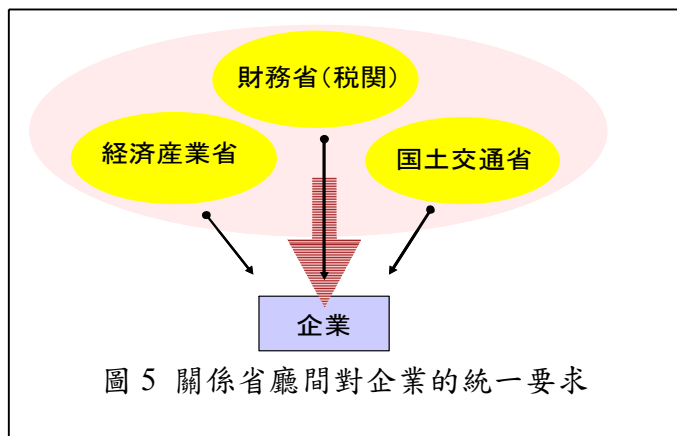 財務省（税関）
経済産業省
国土交通省
企業
圖 5 關係省廳間對企業的統一要求